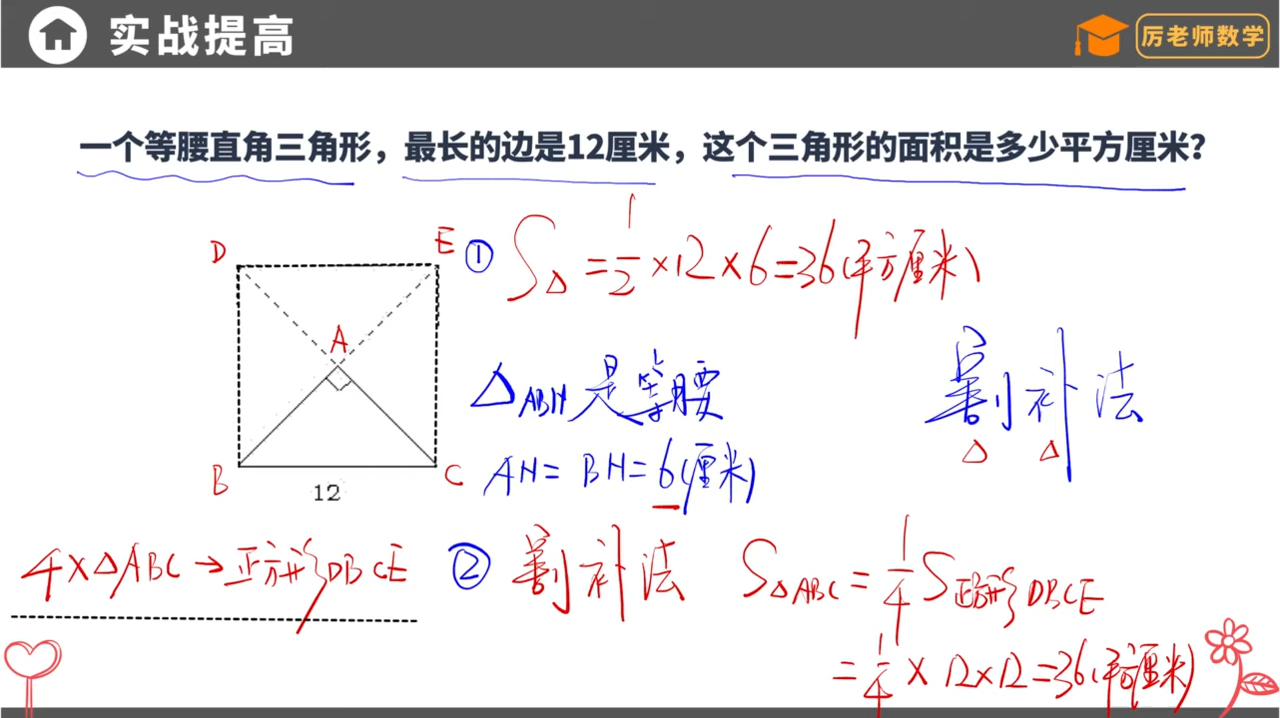 实战提高
厉老师数学
一个等腰直角三角形，最长的边是12厘米，这个三角形的面积是多少平方厘米？
D
E
A
B
C
12
① S△=1/2×12×6=36(平方厘米)
△ABH是等腰
AH=BH=6(厘米)
割补法
△ △
4×△ABC→正方形DBCE
② 割补法 S△ABC=1/4S正方形DBCE
=1/4×12×12=36(平方厘米)